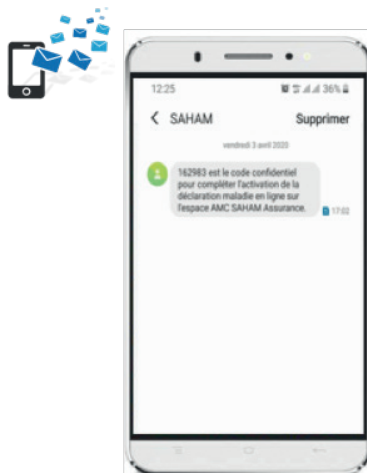 12:25 36%
SAHAM Supprimer
vendredi 3 avril 2020
162983 est le code confidentiel
pour compléter l'activation de la
déclaration maladie en ligne sur
l'espace AMC SAHAM Assurance.
17:02